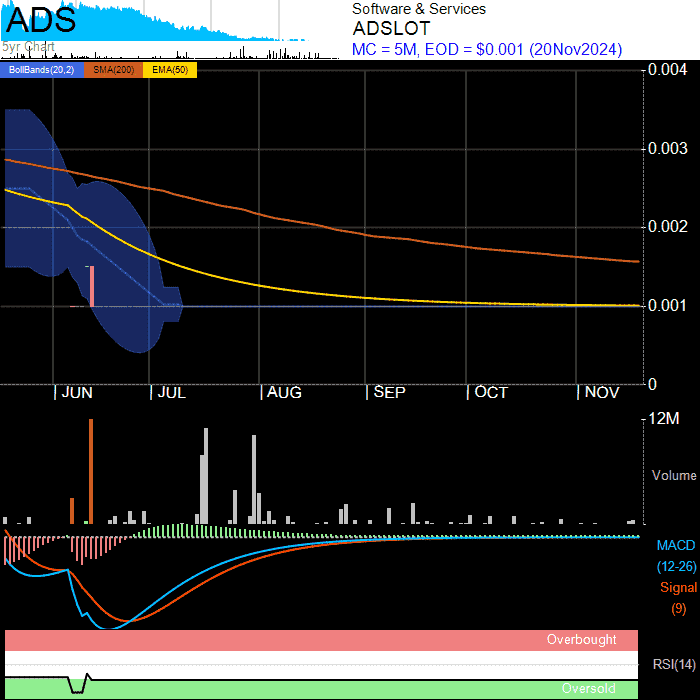 ADS
5yr Chart
Software & Services
ADSLOT
MC = 5M, EOD = $0.001 (20Nov2024)
BollBands(20,2) SMA(200) EMA(50)
0.004
0.003
0.002
0.001
0
JUN JUL AUG SEP OCT NOV
12M
Volume
MACD
(12-26)
Signal
(9)
Overbought
RSI(14)
Oversold